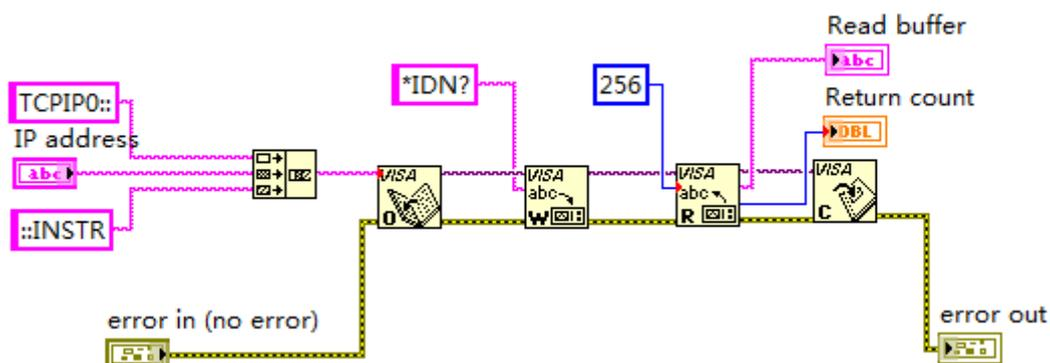 Read buffer
abc
TCPIP0::
*IDN?
256
Return count
DBL
IP address
abc
::INSTR
VISA
O
VISA
abc
W
VISA
abc
R
VISA
C
error in (no error)
error out